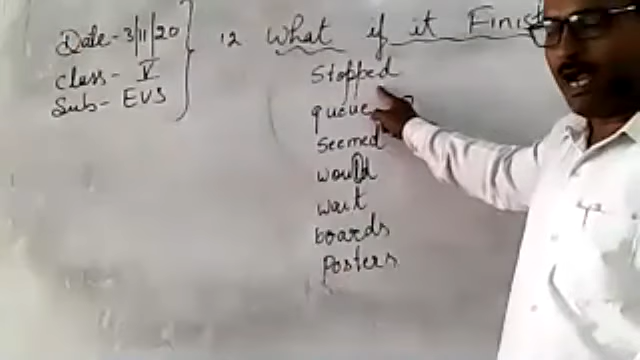 Date - 3/11/20
Class - V
Sub - EVS
12 What if it Finis
Stopped
queue
Seemed
would
wait
boards
Posters